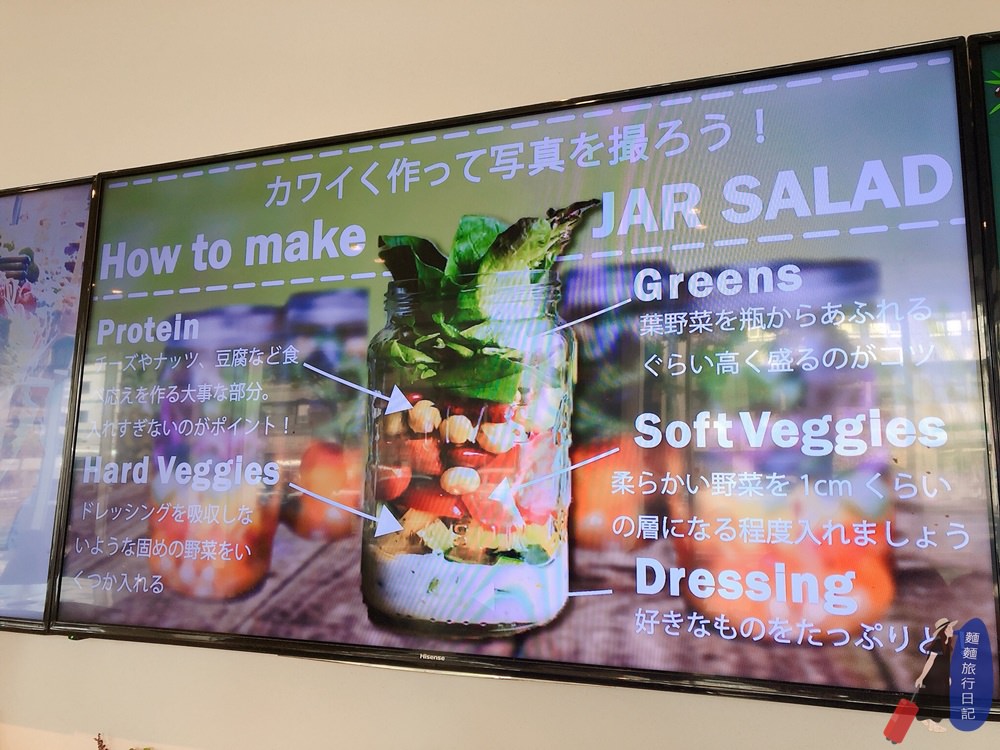 カワイく作って写真を撮ろう！
How to make
JAR SALAD
Protein
チーズやナッツ、豆腐など食
べ応えを作る大事な部分。
入れすぎないのがポイント！
Hard Veggies
ドレッシングを吸収しな
いような固めの野菜をい
くつか入れる
Greens
葉野菜を瓶からあふれる
ぐらい高く盛るのがコツ
Soft Veggies
柔らかい野菜を 1cm くらい
の層になる程度入れましょう
Dressing
好きなものをたっぷりと
Hisense
麵麵旅行日記